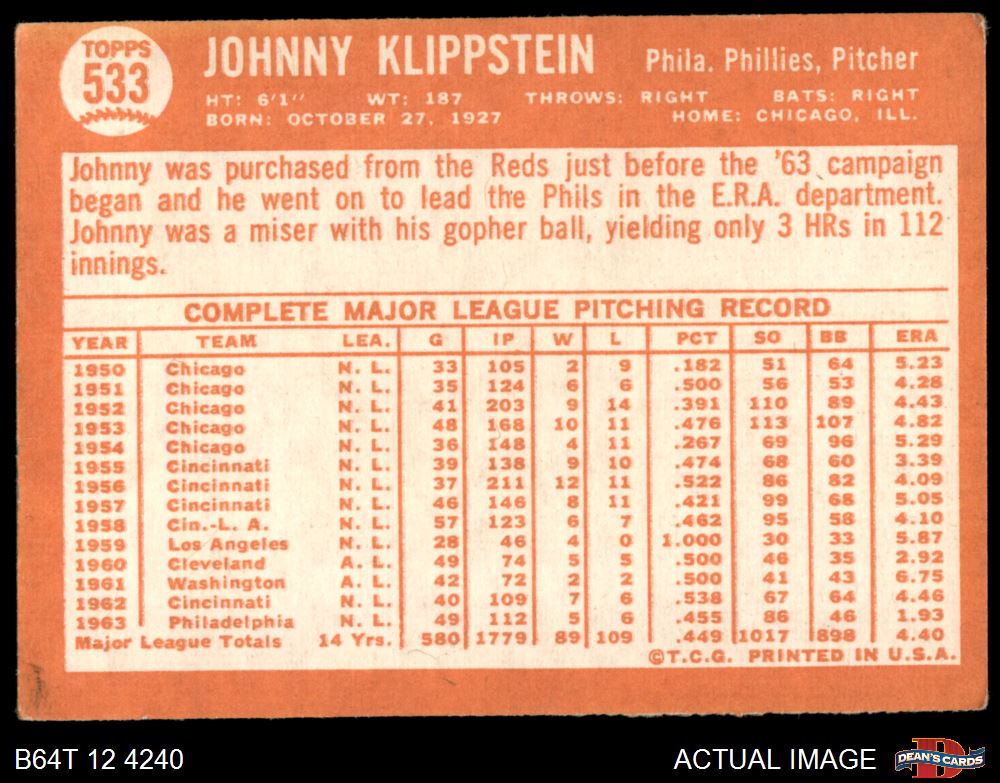 TOPPS
533
JOHNNY KLIPPSTEIN Phila. Phillies, Pitcher
HT: 6'1" WT: 187 THROWS: RIGHT BATS: RIGHT
BORN: OCTOBER 27, 1927 HOME: CHICAGO, ILL.
Johnny was purchased from the Reds just before the '63 campaign
began and he went on to lead the Phils in the E.R.A. department.
Johnny was a miser with his gopher ball, yielding only 3 HRs in 112
innings.
COMPLETE MAJOR LEAGUE PITCHING RECORD
YEAR TEAM LEA. G IP W L PCT SO BB ERA
1950 Chicago N. L. 33 105 2 9 .182 51 64 5.23
1951 Chicago N. L. 35 124 6 6 .500 56 53 4.28
1952 Chicago N. L. 41 203 9 14 .391 110 89 4.43
1953 Chicago N. L. 48 168 10 11 .476 113 107 4.82
1954 Chicago N. L. 36 148 4 11 .267 69 96 5.29
1955 Cincinnati N. L. 39 138 9 10 .474 68 60 3.39
1956 Cincinnati N. L. 37 211 12 11 .522 86 82 4.09
1957 Cincinnati N. L. 46 146 8 11 .421 99 68 5.05
1958 Cin.-L. A. N. L. 57 123 6 7 .462 95 58 4.10
1959 Los Angeles N. L. 28 46 4 0 1.000 30 33 5.87
1960 Cleveland A. L. 49 74 5 5 .500 46 35 2.92
1961 Washington A. L. 42 72 2 2 .500 41 43 6.75
1962 Cincinnati N. L. 40 109 7 6 .538 67 64 4.46
1963 Philadelphia N. L. 49 112 5 6 .455 86 46 1.93
Major League Totals 14 Yrs. 580 1779 89 109 .449 1017 898 4.40
©T.C.G. PRINTED IN U.S.A.
B64T 12 4240 ACTUAL IMAGE DEAN'S CARDS